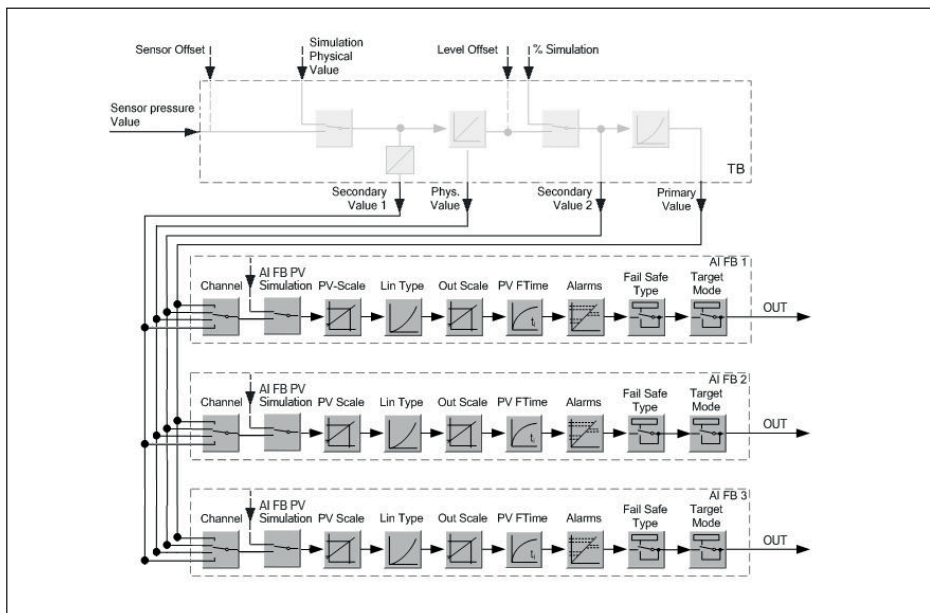 Sensor Offset
Simulation
Physical
Value
Level Offset
% Simulation
Sensor pressure
Value
TB
Secondary
Value 1
Phys.
Value
Secondary
Value 2
Primary
Value
AI FB 1
Channel
AI FB PV
Simulation
PV-Scale
Lin Type
Out Scale
PV FTime
Alarms
Fail Safe
Type
Target
Mode
OUT
t
AI FB 2
Channel
AI FB PV
Simulation
PV Scale
Lin Type
Out Scale
PV FTime
Alarms
Fail Safe
Type
Target
Mode
OUT
t
AI FB 3
Channel
AI FB PV
Simulation
PV Scale
Lin Type
Out Scale
PV FTime
Alarms
Fail Safe
Type
Target
Mode
OUT
t